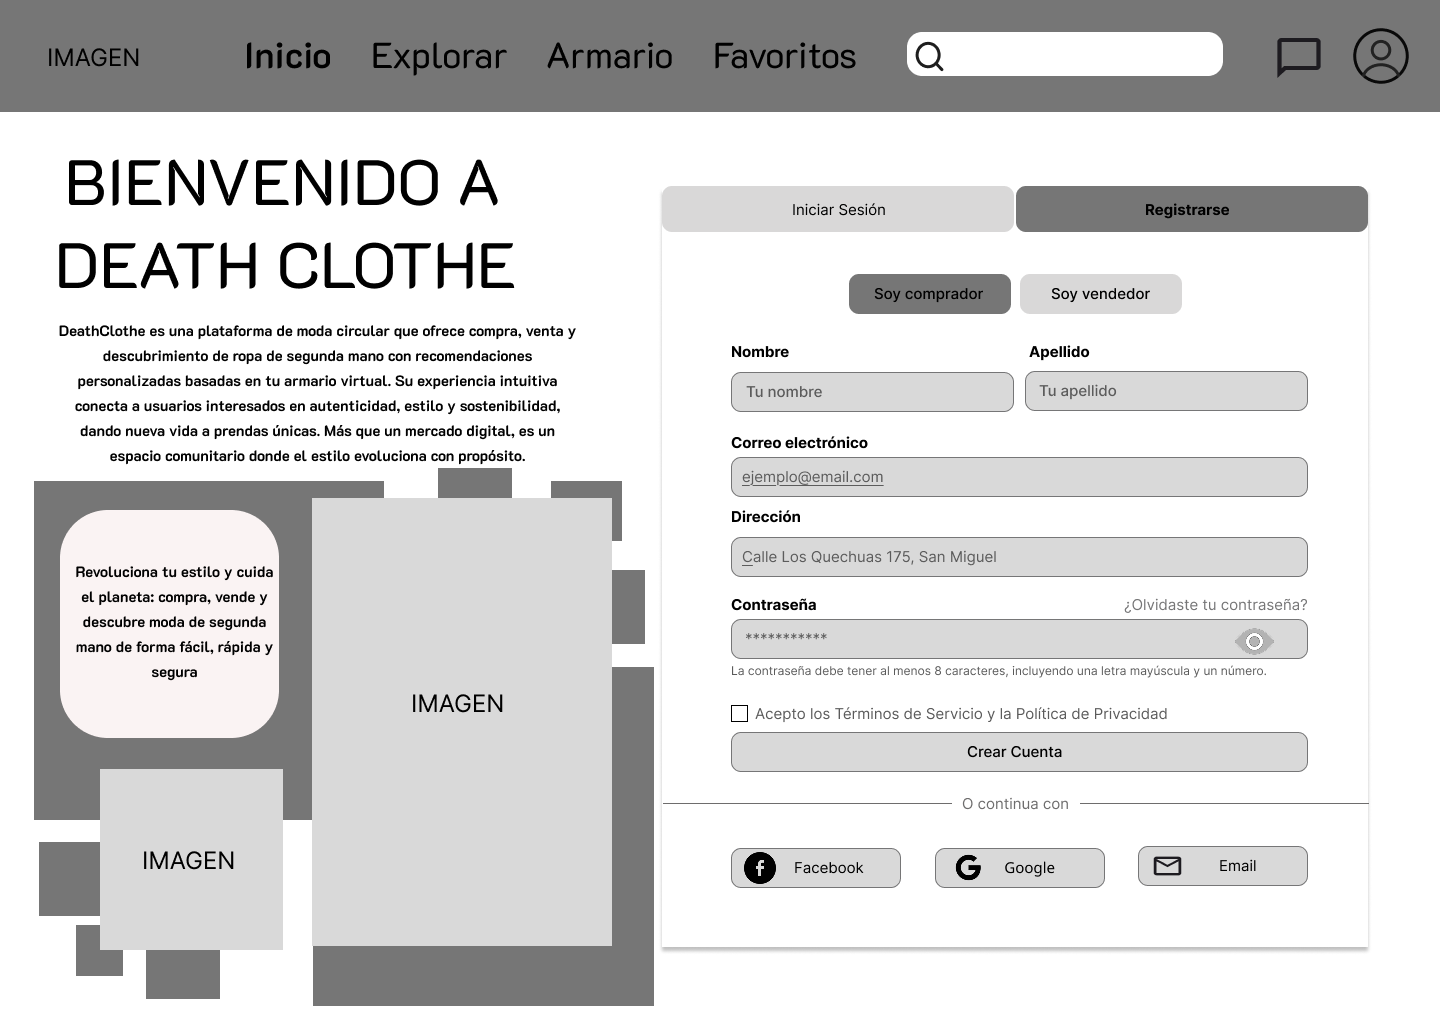 IMAGEN
Inicio
Explorar
Armario
Favoritos
BIENVENIDO A
DEATH CLOTHE
DeathClothe es una plataforma de moda circular que ofrece compra, venta y
descubrimiento de ropa de segunda mano con recomendaciones
personalizadas basadas en tu armario virtual. Su experiencia intuitiva
conecta a usuarios interesados en autenticidad, estilo y sostenibilidad,
dando nueva vida a prendas únicas. Más que un mercado digital, es un
espacio comunitario donde el estilo evoluciona con propósito.
Revoluciona tu estilo y cuida
el planeta: compra, vende y
descubre moda de segunda
mano de forma fácil, rápida y
segura
IMAGEN
IMAGEN
Iniciar Sesión
Registrarse
Soy comprador
Soy vendedor
Nombre
Apellido
Tu nombre
Tu apellido
Correo electrónico
ejemplo@email.com
Dirección
Calle Los Quechuas 175, San Miguel
Contraseña
¿Olvidaste tu contraseña?
***********
La contraseña debe tener al menos 8 caracteres, incluyendo una letra mayúscula y un número.
Acepto los Términos de Servicio y la Política de Privacidad
Crear Cuenta
O continua con
Facebook
Google
Email